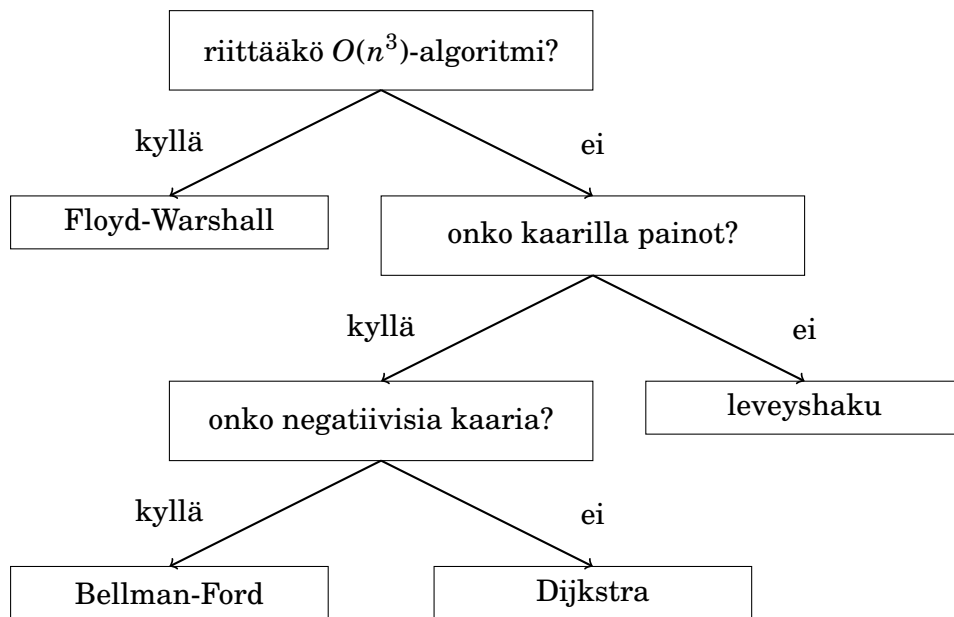 riittääkö O(n³)-algoritmi?
kyllä
ei
Floyd-Warshall
onko kaarilla painot?
kyllä
ei
onko negatiivisia kaaria?
leveyshaku
kyllä
ei
Bellman-Ford
Dijkstra